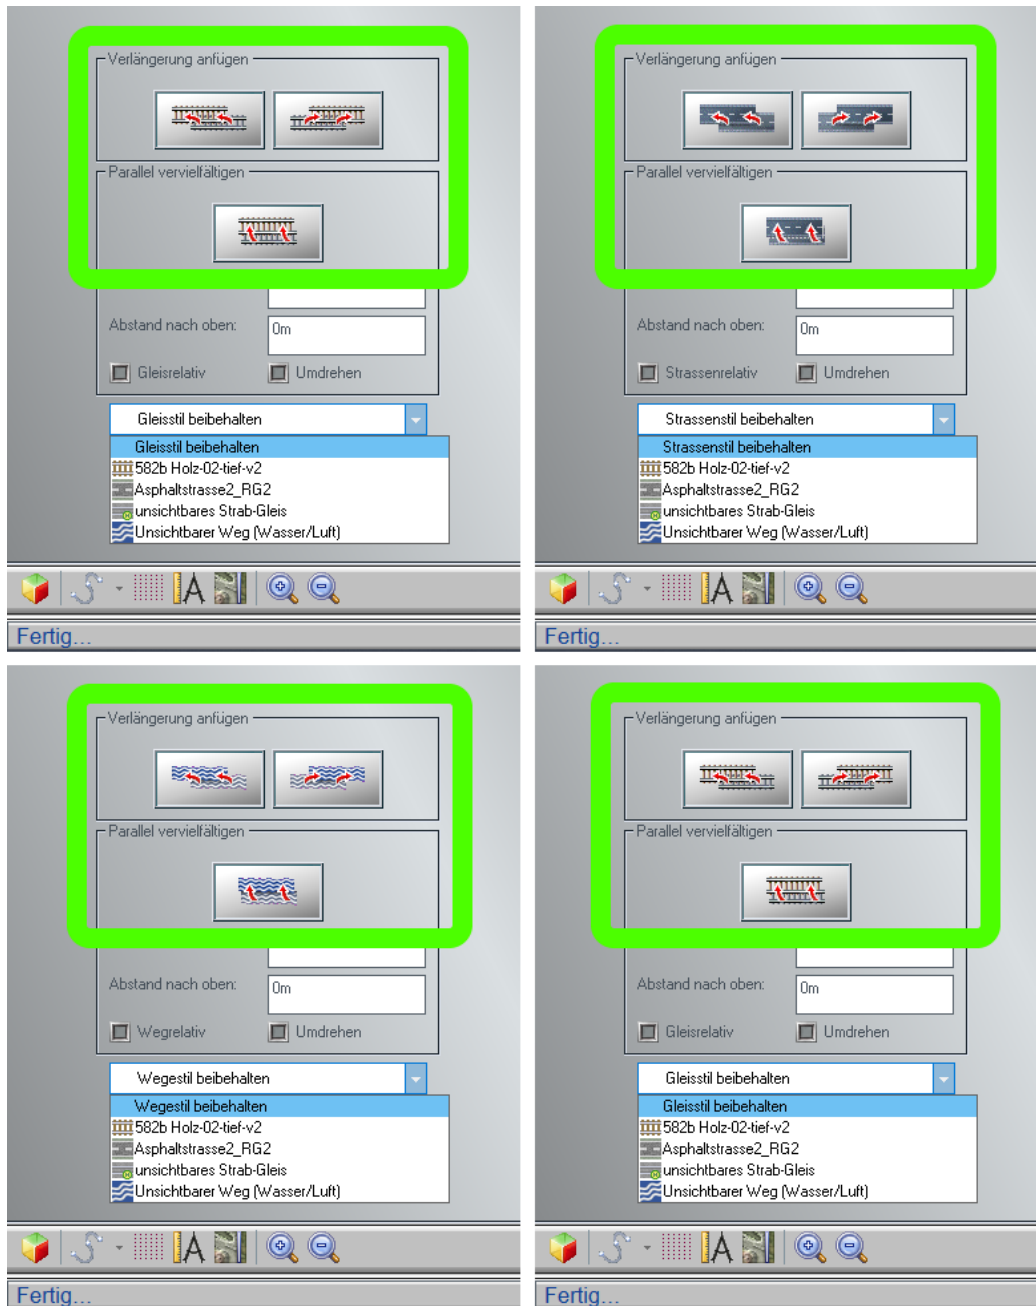 Verlängerung anfügen
Parallel vervielfältigen
Abstand nach oben:
0m
Gleisrelativ
Umdrehen
Gleisstil beibehalten
Gleisstil beibehalten
582b Holz-02-tief-v2
Asphaltstrasse2_RG2
unsichtbares Strab-Gleis
Unsichtbarer Weg (Wasser/Luft)
Fertig...
Verlängerung anfügen
Parallel vervielfältigen
Abstand nach oben:
0m
Strassenrelativ
Umdrehen
Strassenstil beibehalten
Strassenstil beibehalten
582b Holz-02-tief-v2
Asphaltstrasse2_RG2
unsichtbares Strab-Gleis
Unsichtbarer Weg (Wasser/Luft)
Fertig...
Verlängerung anfügen
Parallel vervielfältigen
Abstand nach oben:
0m
Wegrelativ
Umdrehen
Wegestil beibehalten
Wegestil beibehalten
582b Holz-02-tief-v2
Asphaltstrasse2_RG2
unsichtbares Strab-Gleis
Unsichtbarer Weg (Wasser/Luft)
Fertig...
Verlängerung anfügen
Parallel vervielfältigen
Abstand nach oben:
0m
Gleisrelativ
Umdrehen
Gleisstil beibehalten
Gleisstil beibehalten
582b Holz-02-tief-v2
Asphaltstrasse2_RG2
unsichtbares Strab-Gleis
Unsichtbarer Weg (Wasser/Luft)
Fertig...